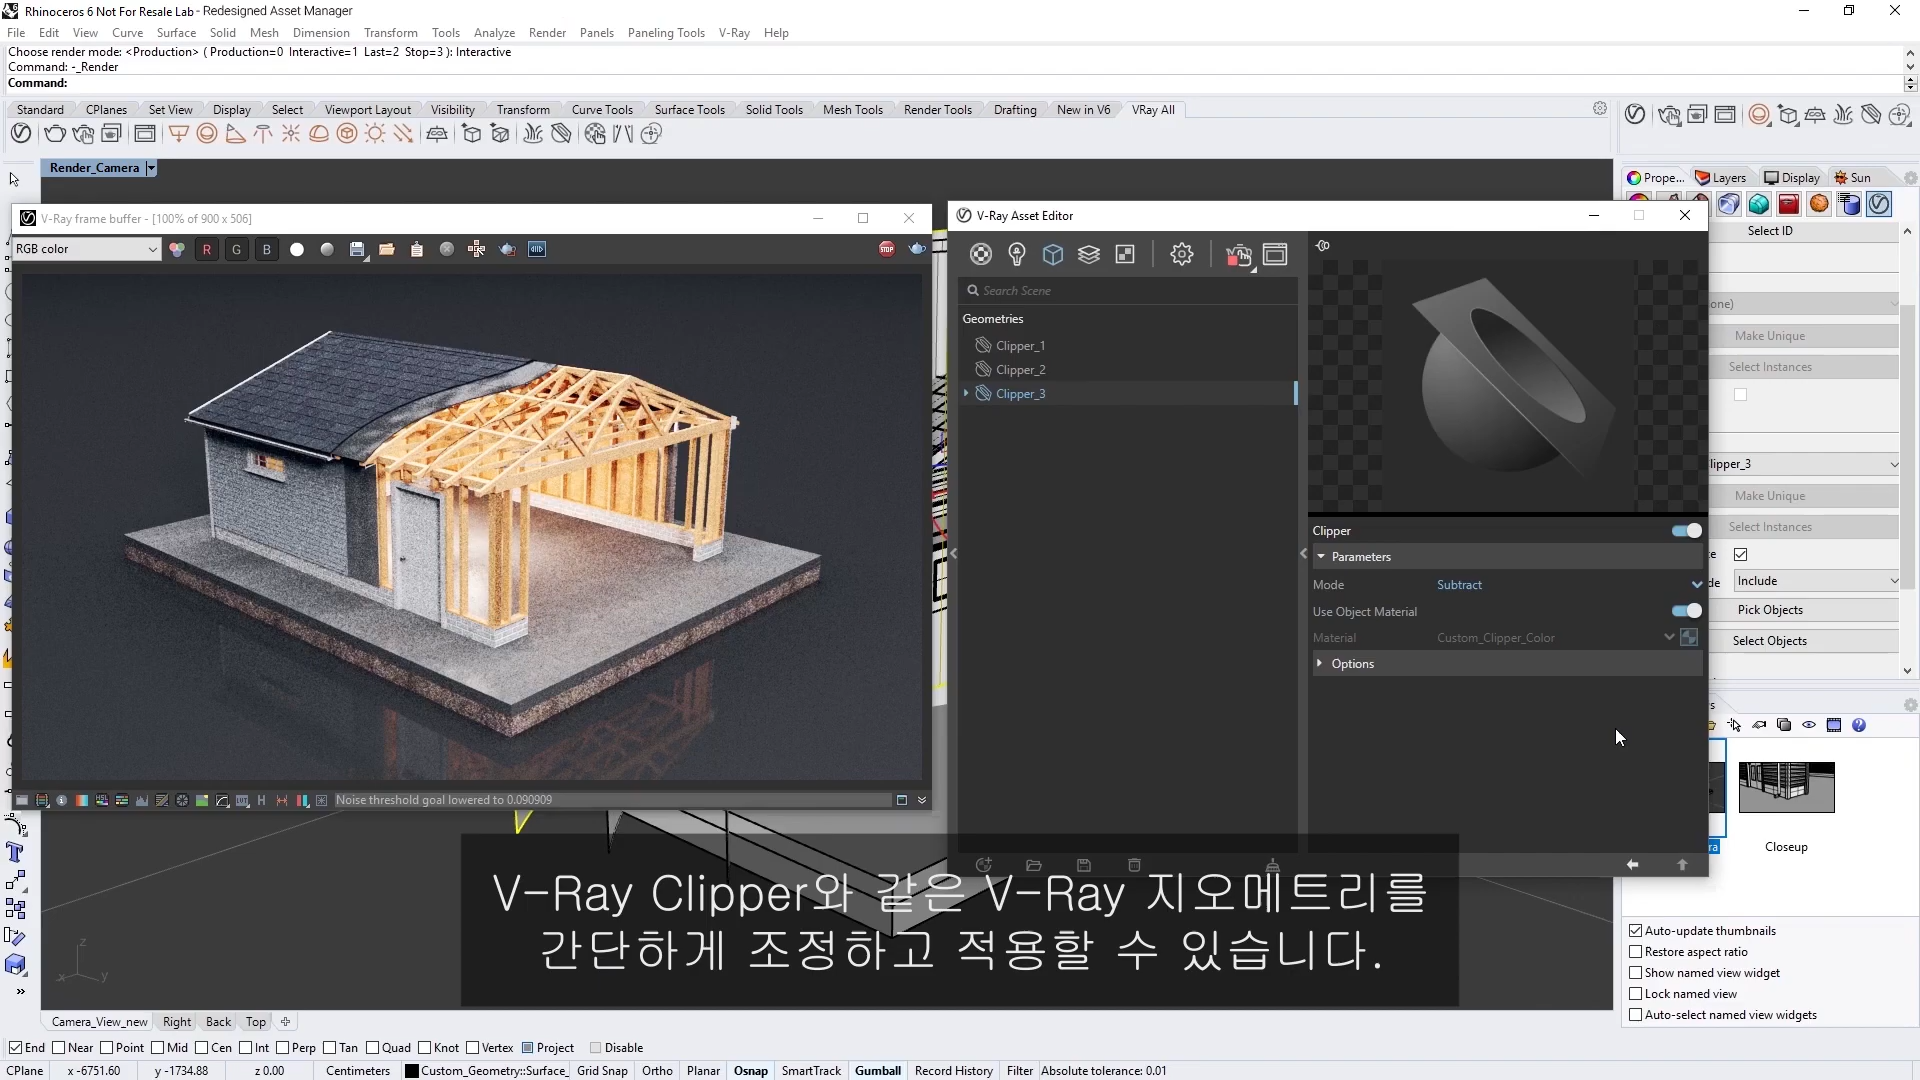 Rhinoceros 6 Not For Resale Lab - Redesigned Asset Manager
File Edit View Curve Surface Solid Mesh Dimension Transform Tools Analyze Render Panels Paneling Tools V-Ray Help
Choose render mode: <Production> ( Production=0 Interactive=1 Last=2 Stop=3 ): Interactive
Command: -_Render
Command:
Standard CPlanes Set View Display Select Viewport Layout Visibility Transform Curve Tools Surface Tools Solid Tools Mesh Tools Render Tools Drafting New in V6 VRay All
Render_Camera
Prope... Layers Display Sun
V-Ray frame buffer - [100% of 900 x 506]
RGB color
R G B
STOP
V-Ray Asset Editor
Search Scene
Geometries
Clipper_1
Clipper_2
Clipper_3
Clipper
Parameters
Mode Subtract
Use Object Material
Material Custom_Clipper_Color
Options
Select ID
one)
Make Unique
Select Instances
lipper_3
Make Unique
Select Instances
e
de Include
Pick Objects
Select Objects
s
ra
Closeup
Noise threshold goal lowered to 0.090909
V-Ray Clipper와 같은 V-Ray 지오메트리를
간단하게 조정하고 적용할 수 있습니다.
z
x y
Auto-update thumbnails
Restore aspect ratio
Show named view widget
Lock named view
Auto-select named view widgets
Camera_View_new Right Back Top
End Near Point Mid Cen Int Perp Tan Quad Knot Vertex Project Disable
CPlane x -6751.60 y -1734.88 z 0.00 Centimeters Custom_Geometry::Surface_ Grid Snap Ortho Planar Osnap SmartTrack Gumball Record History Filter Absolute tolerance: 0.01